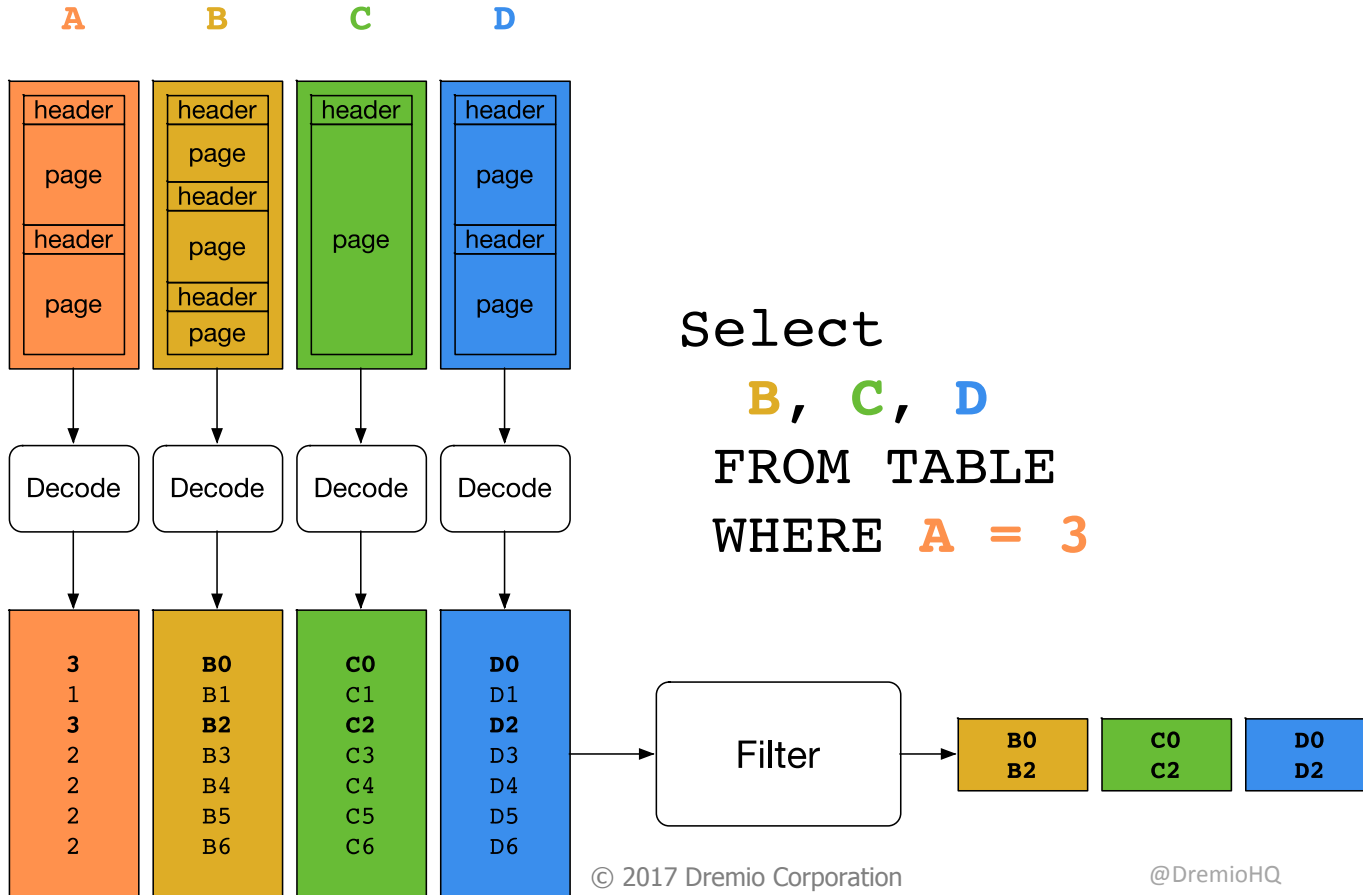 A B C D
header header header header
page page page page
header
header header
page page page
header
page
Select
B, C, D
FROM TABLE
WHERE A = 3
Decode Decode Decode Decode
3 B0 C0 D0
1 B1 C1 D1
3 B2 C2 D2
2 B3 C3 D3
2 B4 C4 D4
2 B5 C5 D5
2 B6 C6 D6
Filter
B0 C0 D0
B2 C2 D2
© 2017 Dremio Corporation
@DremioHQ